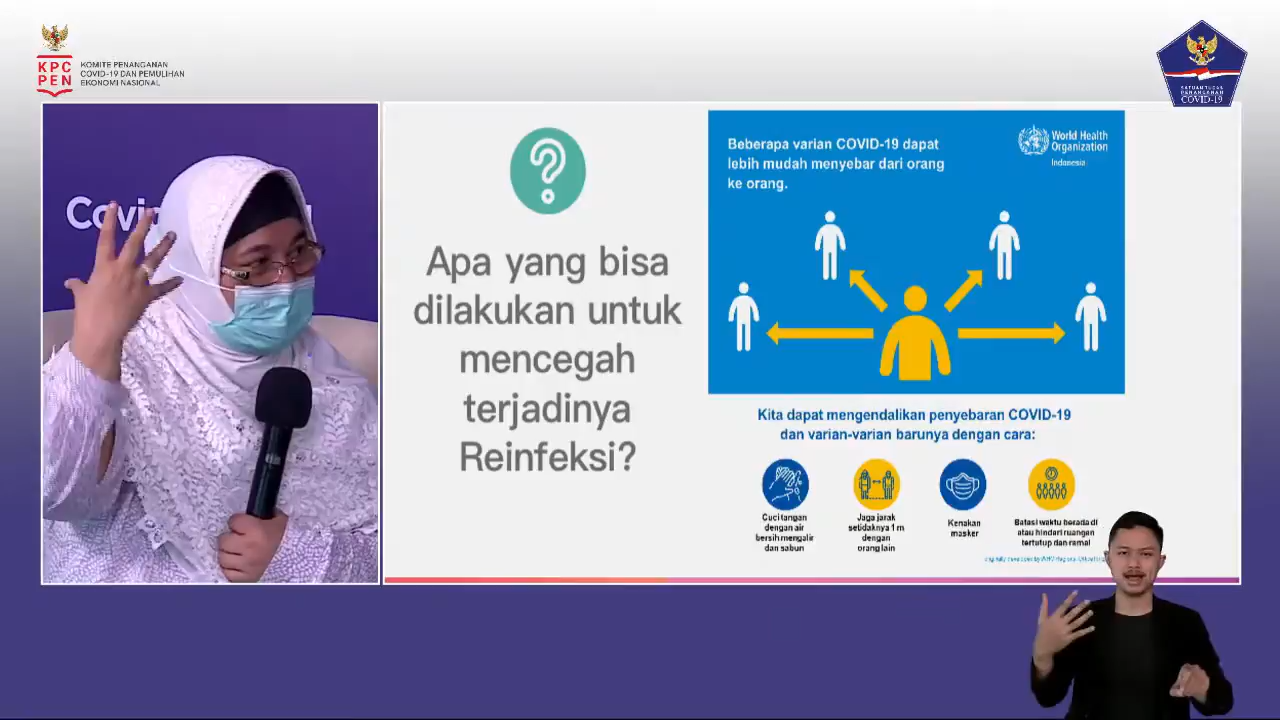 KPC
PEN
KOMITE PENANGANAN
COVID-19 DAN PEMULIHAN
EKONOMI NASIONAL
SATUAN TUGAS
PENANGANAN
COVID-19
Apa yang bisa
dilakukan untuk
mencegah
terjadinya
Reinfeksi?
Beberapa varian COVID-19 dapat
lebih mudah menyebar dari orang
ke orang.
World Health
Organization
Indonesia
Kita dapat mengendalikan penyebaran COVID-19
dan varian-varian barunya dengan cara:
Cuci tangan
dengan air
bersih mengalir
dan sabun
Jaga jarak
setidaknya 1 m
dengan
orang lain
Kenakan
masker
Batasi waktu berada di
atau hindari ruangan
tertutup dan ramai